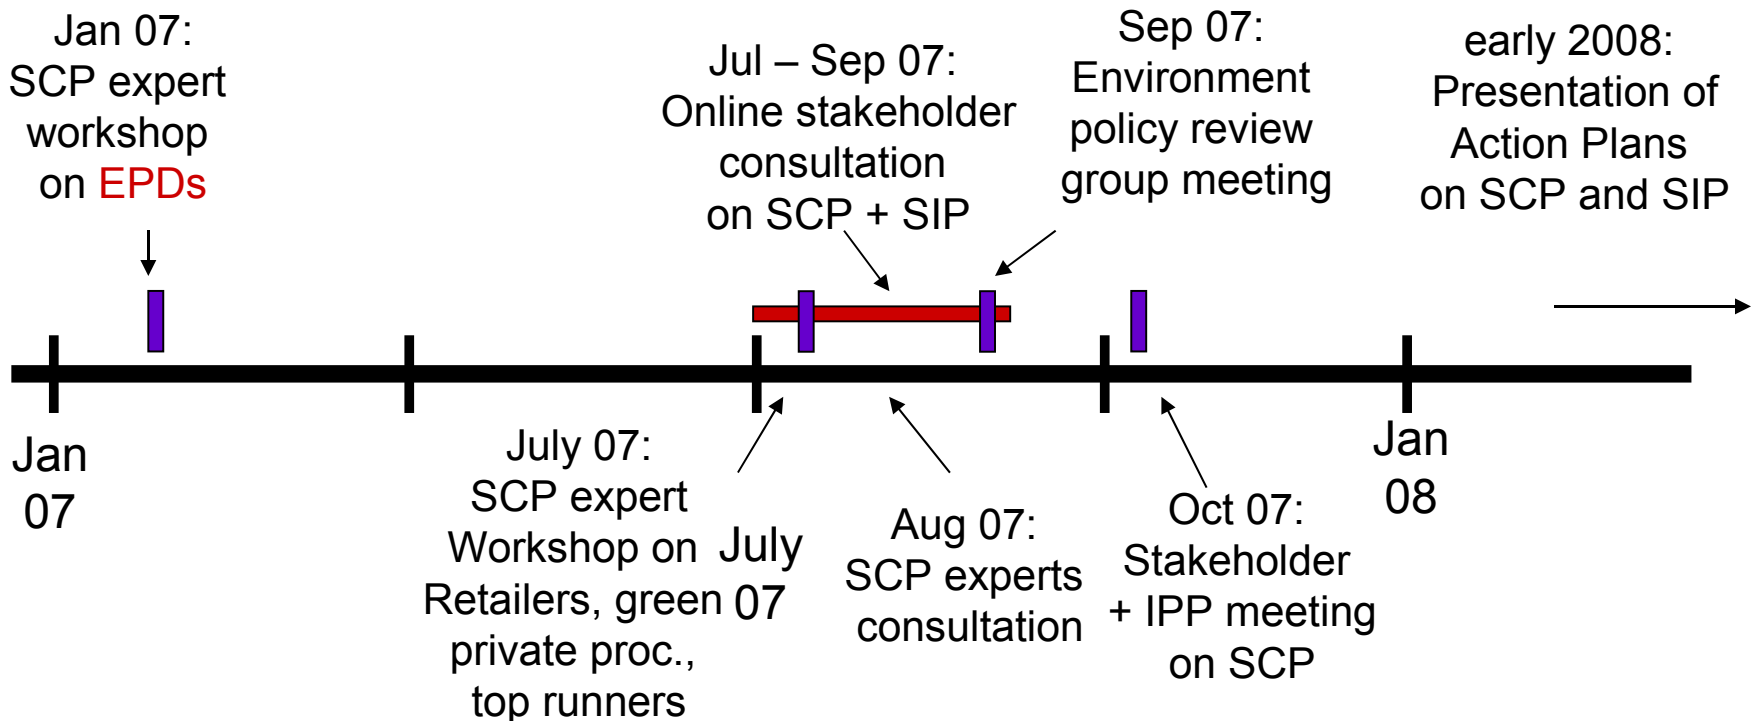 Jan 07:
SCP expert
workshop
on EPDs
Jul – Sep 07:
Online stakeholder
consultation
on SCP + SIP
Sep 07:
Environment
policy review
group meeting
early 2008:
Presentation of
Action Plans
on SCP and SIP
Jan
07
July 07:
SCP expert
Workshop on
Retailers, green
private proc.,
top runners
July
07
Aug 07:
SCP experts
consultation
Oct 07:
Stakeholder
+ IPP meeting
on SCP
Jan
08